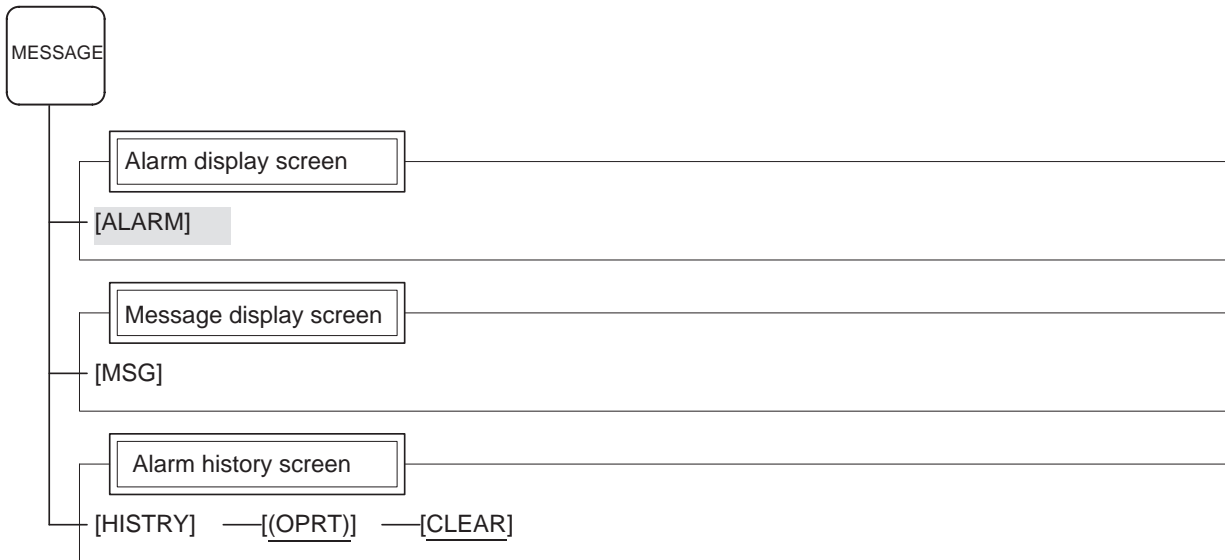 MESSAGE
Alarm display screen
[ALARM]
Message display screen
[MSG]
Alarm history screen
[HISTRY] [(OPRT)] [CLEAR]